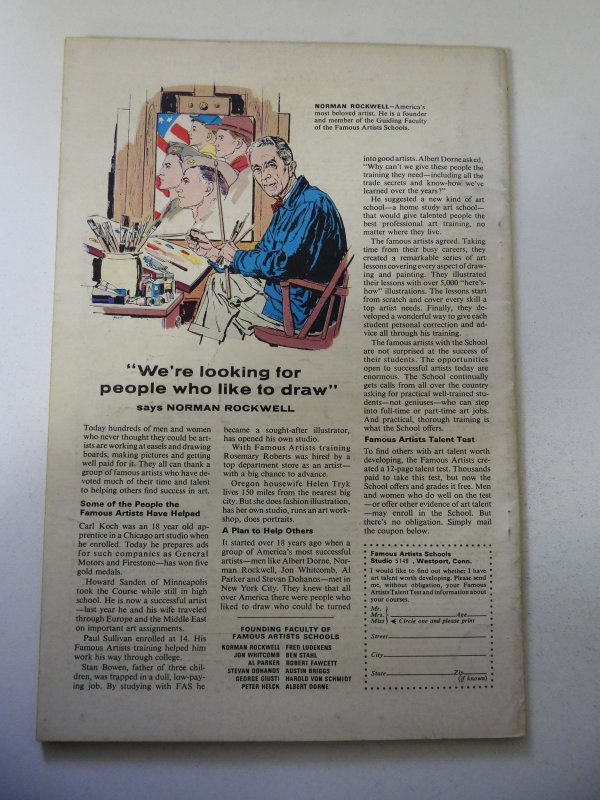 NORMAN ROCKWELL—America's
most beloved artist. He is a founder
and member of the Guiding Faculty
of the Famous Artists Schools.
"We're looking for
people who like to draw"
says NORMAN ROCKWELL
Today hundreds of men and women
who never thought they could be art-
ists are working at easels and drawing
boards, making pictures and getting
well paid for it. They all can thank a
group of famous artists who have de-
voted much of their time and talent
to helping others find success in art.
Some of the People the
Famous Artists Have Helped
Carl Koch was an 18 year old ap-
prentice in a Chicago art studio when
he enrolled. Today he prepares ads
for such companies as General
Motors and Firestone—has won five
gold medals.
Howard Sanden of Minneapolis
took the Course while still in high
school. He is now a successful artist
—last year he and his wife traveled
through Europe and the Middle East
on important art assignments.
Paul Sullivan enrolled at 14. His
Famous Artists training helped him
work his way through college.
Stan Bowen, father of three chil-
dren, was trapped in a dull, low-pay-
ing job. By studying with FAS he
became a sought-after illustrator,
has opened his own studio.
With Famous Artists training
Rosemary Roberts was hired by a
top department store as an artist—
with a big chance to advance.
Oregon housewife Helen Tryk
lives 150 miles from the nearest big
city. But she does fashion illustration,
has her own studio, runs an art work-
shop, does portraits.
A Plan to Help Others
It started over 18 years ago when a
group of America's most successful
artists—men like Albert Dorne, Nor-
man Rockwell, Jon Whitcomb, Al
Parker and Stevan Dohanos—met in
New York City. They knew that all
over America there were people who
liked to draw who could be turned
FOUNDING FACULTY OF
FAMOUS ARTISTS SCHOOLS
NORMAN ROCKWELL FRED LUDEKENS
JON WHITCOMB BEN STAHL
AL PARKER ROBERT FAWCETT
STEVAN DOHANOS AUSTIN BRIGGS
GEORGE GIUSTI HAROLD VON SCHMIDT
PETER HELCK ALBERT DORNE
into good artists. Albert Dorne asked,
"Why can't we give these people the
training they need—including all the
trade secrets and know-how we've
learned over the years?"
He suggested a new kind of art
school—a home study art school—
that would give talented people the
best professional art training, no
matter where they live.
The famous artists agreed. Taking
time from their busy careers, they
created a remarkable series of art
lessons covering every aspect of draw-
ing and painting. They illustrated
their lessons with over 5,000 "here's-
how" illustrations. The lessons start
from scratch and cover every skill a
top artist needs. Finally, they de-
veloped a wonderful way to give each
student personal correction and ad-
vice all through his training.
The famous artists with the School
are not surprised at the success of
their students. The opportunities
open to successful artists today are
enormous. The School continually
gets calls from all over the country
asking for practical well-trained stu-
dents—not geniuses—who can step
into full-time or part-time art jobs.
And practical, thorough training is
what the School offers.
Famous Artists Talent Test
To find others with art talent worth
developing, the Famous Artists cre-
ated a 12-page talent test. Thousands
paid to take this test, but now the
School offers and grades it free. Men
and women who do well on the test
—or offer other evidence of art talent
—may enroll in the School. But
there's no obligation. Simply mail
the coupon below.
Famous Artists Schools
Studio 5149, Westport, Conn.
I would like to find out whether I have
art talent worth developing. Please send
me, without obligation, your Famous
Artists Talent Test and information about
your courses.
Mr.
Mrs. Age
Miss Circle one and please print
Street
City
State Zip
(if known)